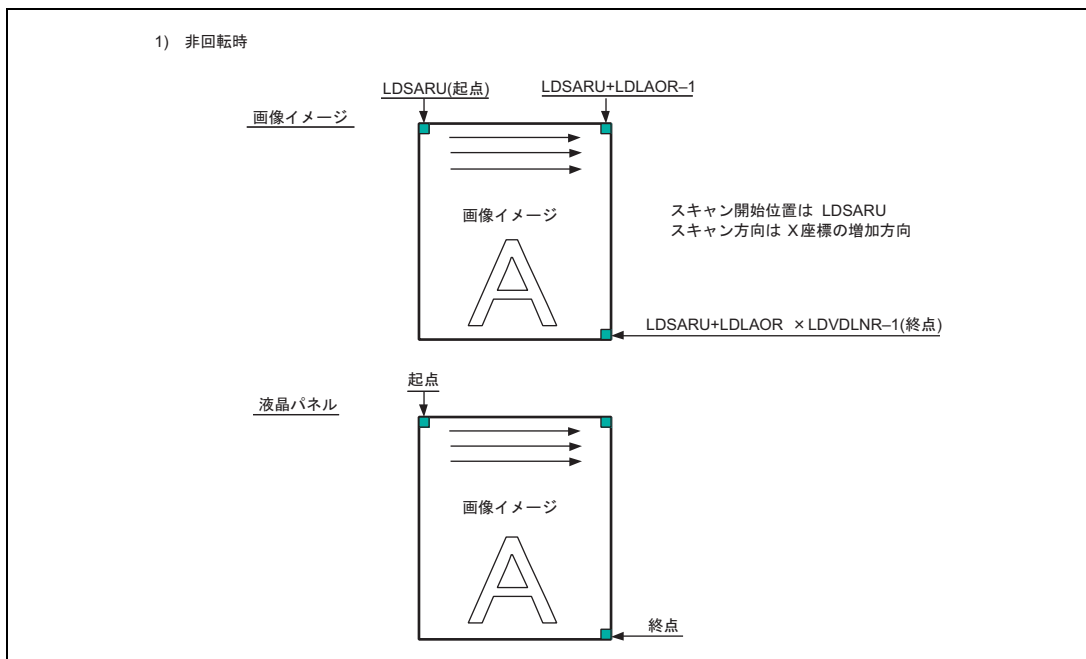 1) 非回転時
LDSARU(起点)
LDSARU+LDLAOR–1
画像イメージ
画像イメージ
スキャン開始位置は LDSARU
スキャン方向は X座標の増加方向
A
LDSARU+LDLAOR ×LDVDLNR–1(終点)
起点
液晶パネル
画像イメージ
A
終点